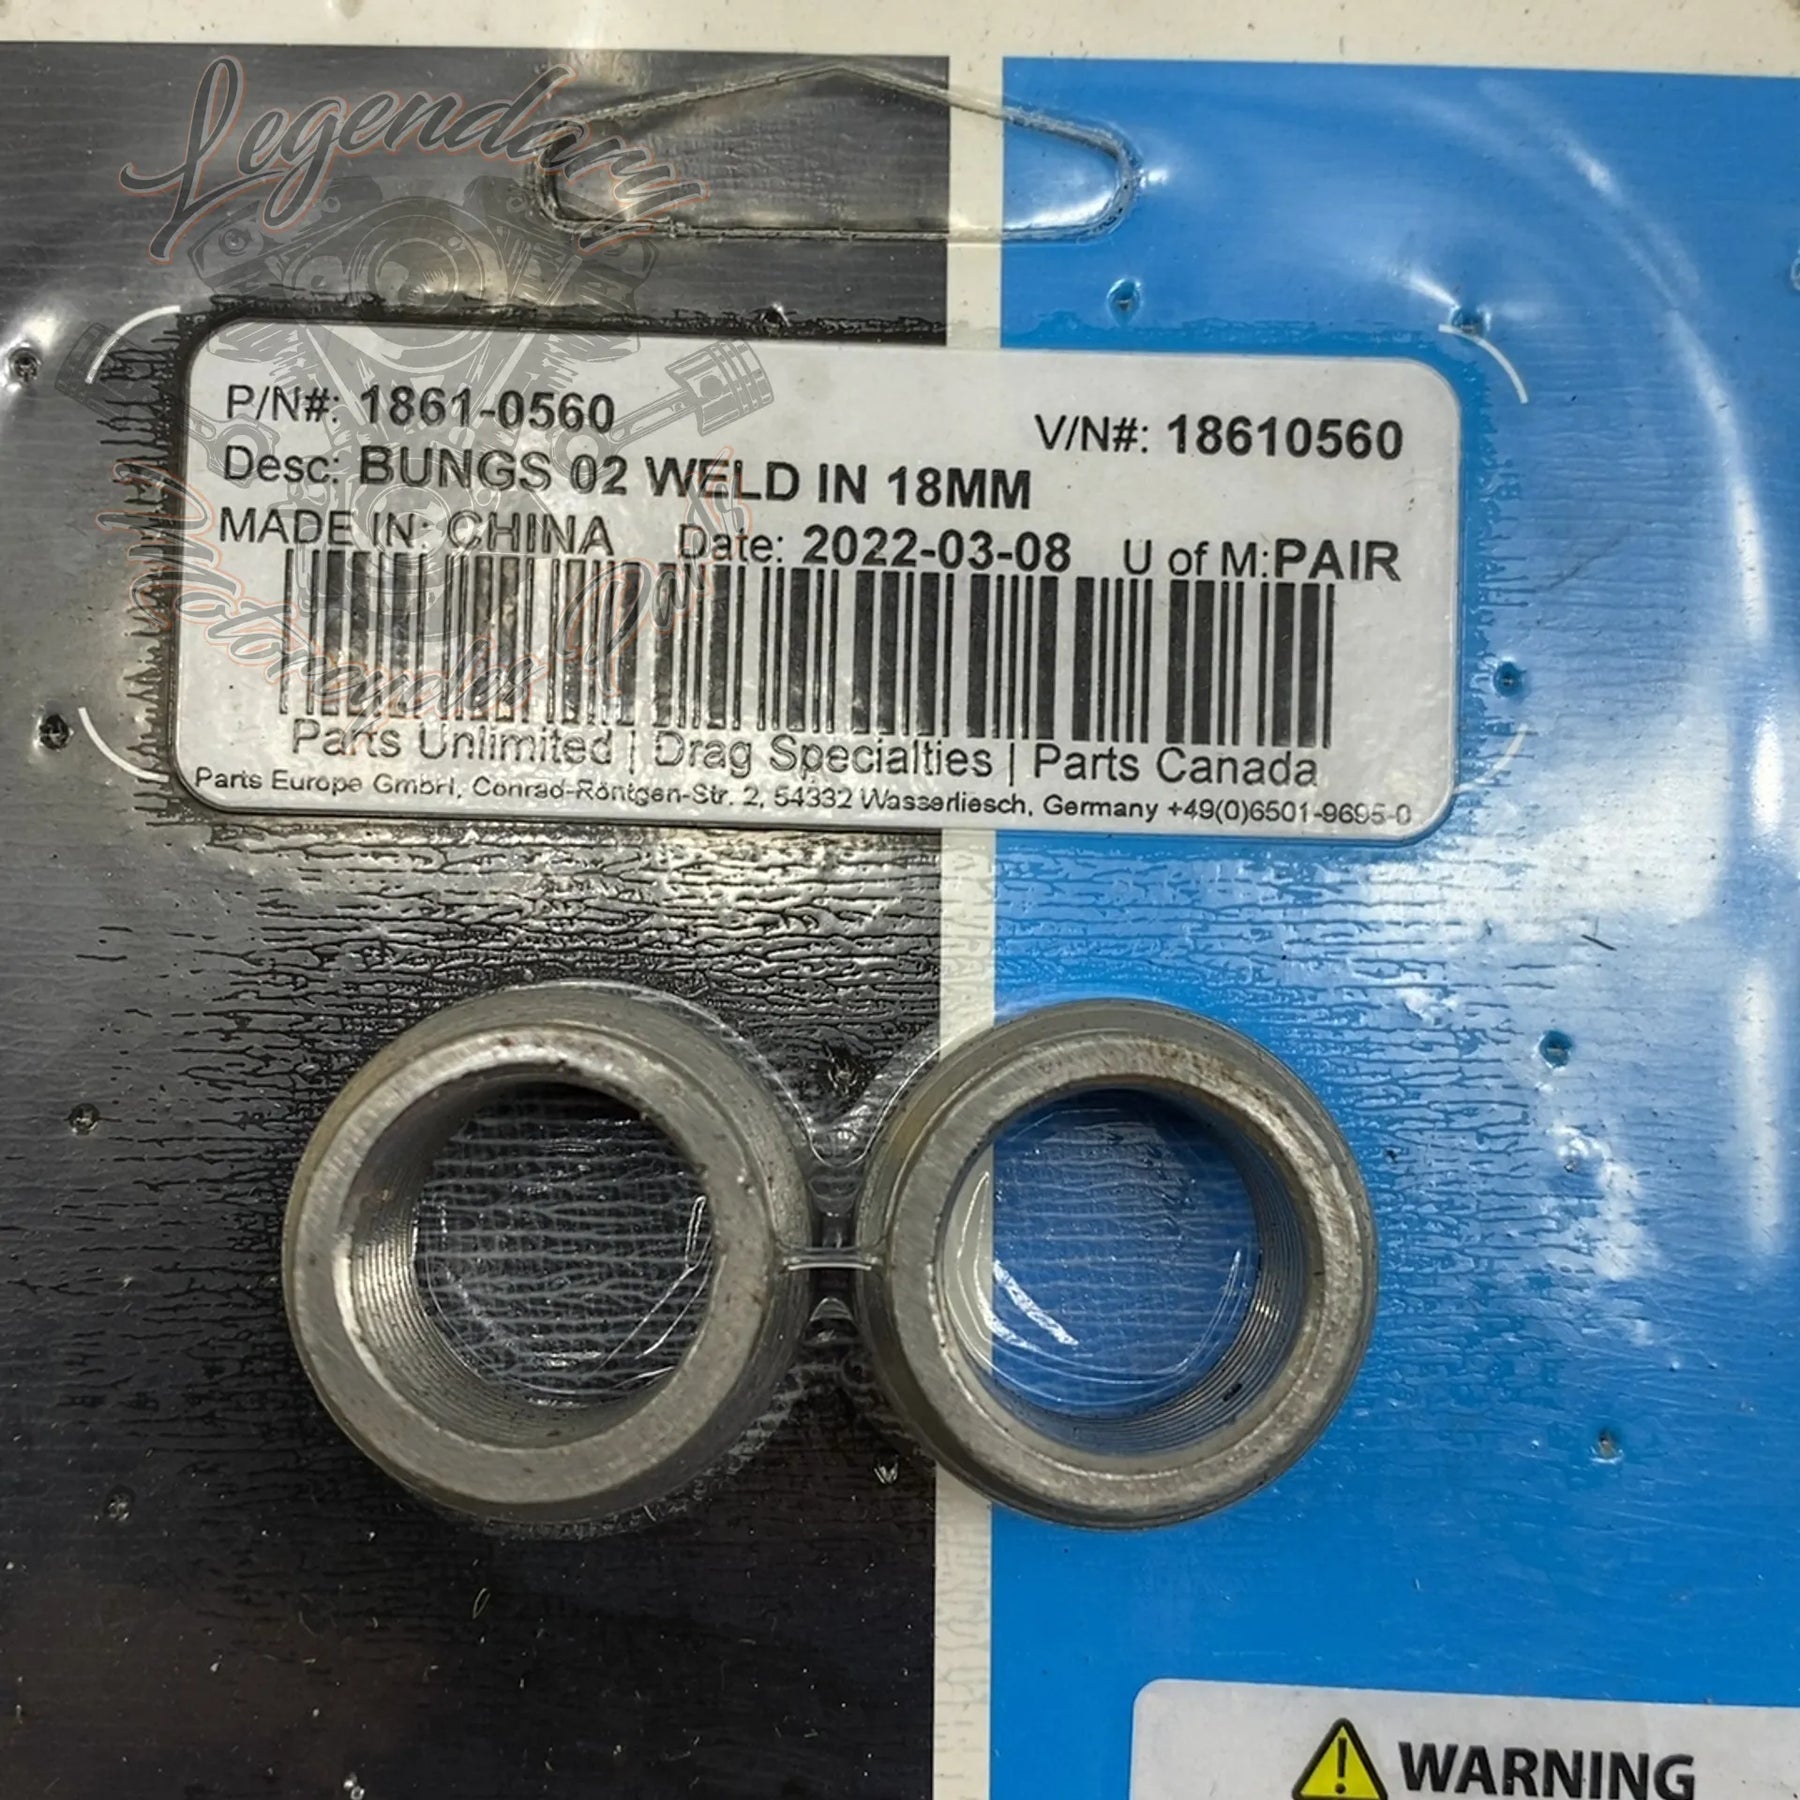 Legendary
Motorcycles Parts
P/N#: 1861-0560
V/N#: 18610560
Desc: BUNGS 02 WELD IN 18MM
MADE IN: CHINA Date: 2022-03-08 U of M:PAIR
Parts Unlimited | Drag Specialties | Parts Canada
Parts Europe GmbH, Conrad-Röntgen-Str. 2, 54332 Wasserliesch, Germany +49(0)6501-9695-0
WARNING